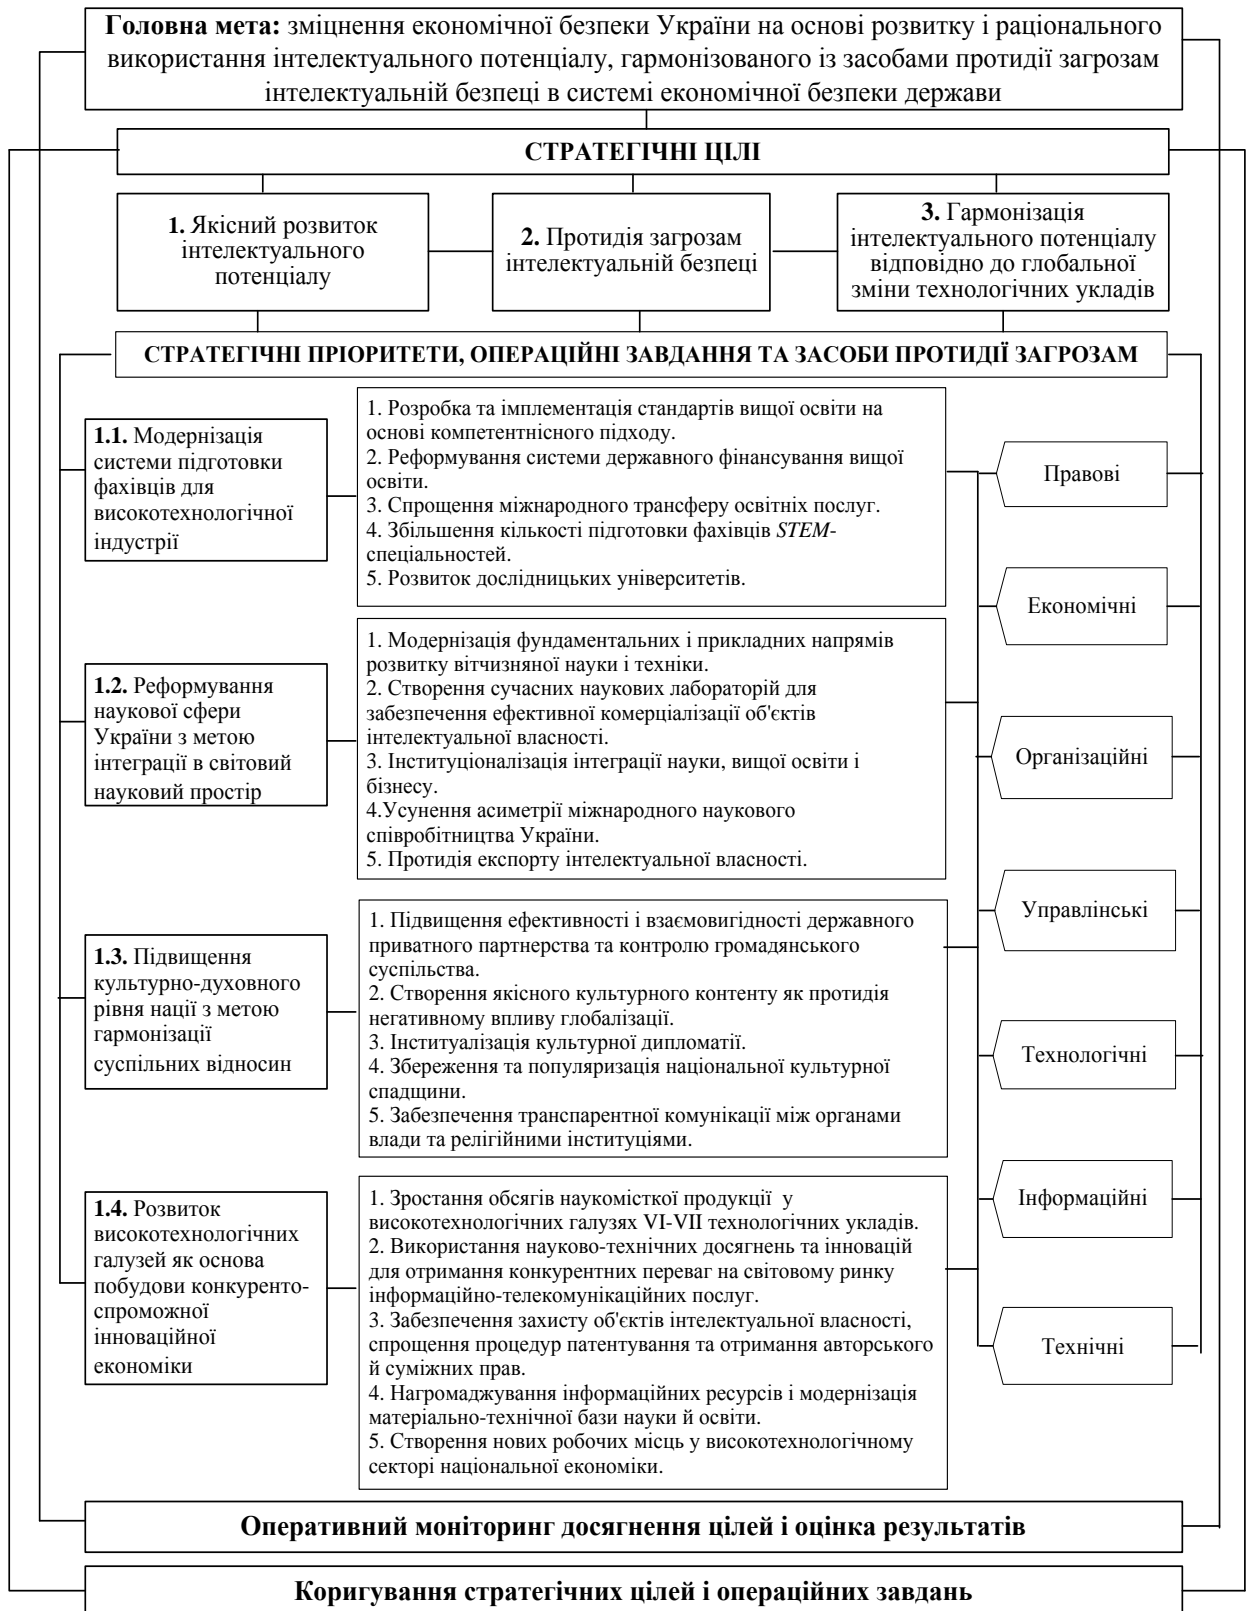 Головна мета: зміцнення економічної безпеки України на основі розвитку і раціонального
використання інтелектуального потенціалу, гармонізованого із засобами протидії загрозам
інтелектуальній безпеці в системі економічної безпеки держави
СТРАТЕГІЧНІ ЦІЛІ
1. Якісний розвиток
інтелектуального
потенціалу
2. Протидія загрозам
інтелектуальній безпеці
3. Гармонізація
інтелектуального потенціалу
відповідно до глобальної
зміни технологічних укладів
СТРАТЕГІЧНІ ПРІОРИТЕТИ, ОПЕРАЦІЙНІ ЗАВДАННЯ ТА ЗАСОБИ ПРОТИДІЇ ЗАГРОЗАМ
1.1. Модернізація
системи підготовки
фахівців для
високотехнологічної
індустрії
1. Розробка та імплементація стандартів вищої освіти на
основі компетентнісного підходу.
2. Реформування системи державного фінансування вищої
освіти.
3. Спрощення міжнародного трансферу освітніх послуг.
4. Збільшення кількості підготовки фахівців STEM-
спеціальностей.
5. Розвиток дослідницьких університетів.
1.2. Реформування
наукової сфери
України з метою
інтеграції в світовий
науковий простір
1. Модернізація фундаментальних і прикладних напрямів
розвитку вітчизняної науки і техніки.
2. Створення сучасних наукових лабораторій для
забезпечення ефективної комерціалізації об'єктів
інтелектуальної власності.
3. Інституціоналізація інтеграції науки, вищої освіти і
бізнесу.
4.Усунення асиметрії міжнародного наукового
співробітництва України.
5. Протидія експорту інтелектуальної власності.
1.3. Підвищення
культурно-духовного
рівня нації з метою
гармонізації
суспільних відносин
1. Підвищення ефективності і взаємовигідності державного
приватного партнерства та контролю громадянського
суспільства.
2. Створення якісного культурного контенту як протидія
негативному впливу глобалізації.
3. Інституалізація культурної дипломатії.
4. Збереження та популяризація національної культурної
спадщини.
5. Забезпечення транспарентної комунікації між органами
влади та релігійними інституціями.
1.4. Розвиток
високотехнологічних
галузей як основа
побудови конкуренто-
спроможної
інноваційної
економіки
1. Зростання обсягів наукомісткої продукції у
високотехнологічних галузях VI-VII технологічних укладів.
2. Використання науково-технічних досягнень та інновацій
для отримання конкурентних переваг на світовому ринку
інформаційно-телекомунікаційних послуг.
3. Забезпечення захисту об'єктів інтелектуальної власності,
спрощення процедур патентування та отримання авторського
й суміжних прав.
4. Нагромаджування інформаційних ресурсів і модернізація
матеріально-технічної бази науки й освіти.
5. Створення нових робочих місць у високотехнологічному
секторі національної економіки.
Правові
Економічні
Організаційні
Управлінські
Технологічні
Інформаційні
Технічні
Оперативний моніторинг досягнення цілей і оцінка результатів
Коригування стратегічних цілей і операційних завдань